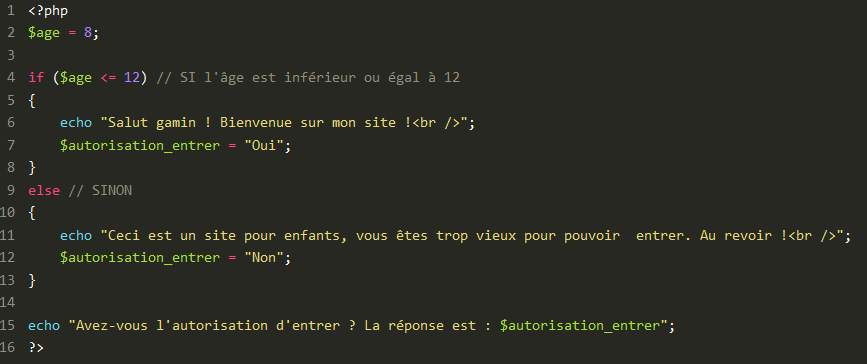 1 <?php
2 $age = 8;
3
4 if ($age <= 12) // SI l'âge est inférieur ou égal à 12
5 {
6     echo "Salut gamin ! Bienvenue sur mon site !<br />";
7     $autorisation_entrer = "Oui";
8 }
9 else // SINON
10 {
11     echo "Ceci est un site pour enfants, vous êtes trop vieux pour pouvoir  entrer. Au revoir !<br />";
12     $autorisation_entrer = "Non";
13 }
14
15 echo "Avez-vous l'autorisation d'entrer ? La réponse est : $autorisation_entrer";
16 ?>